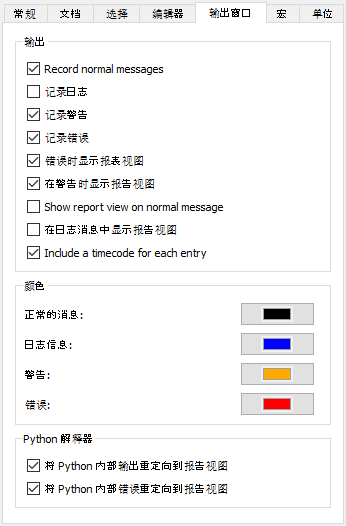 常规 文档 选择 编辑器 输出窗口 宏 单位
输出
Record normal messages
记录日志
记录警告
记录错误
错误时显示报表视图
在警告时显示报告视图
Show report view on normal message
在日志消息中显示报告视图
Include a timecode for each entry
颜色
正常的消息:
日志信息:
警告:
错误:
Python 解释器
将 Python 内部输出重定向到报告视图
将 Python 内部错误重定向到报告视图